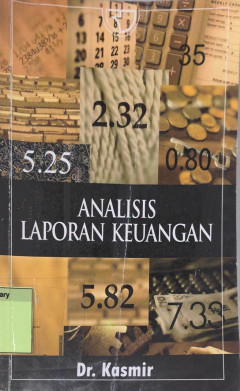 35
2.32
5.25
0.80
ANALISIS
LAPORAN KEUANGAN
5.82
7.33
Dr. Kasmir